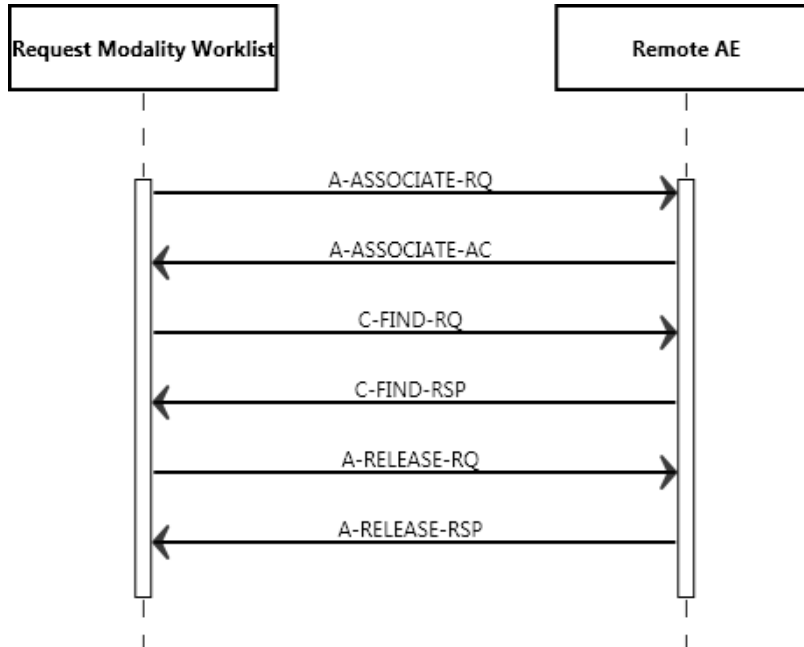 Request Modality Worklist
Remote AE
A-ASSOCIATE-RQ
A-ASSOCIATE-AC
C-FIND-RQ
C-FIND-RSP
A-RELEASE-RQ
A-RELEASE-RSP